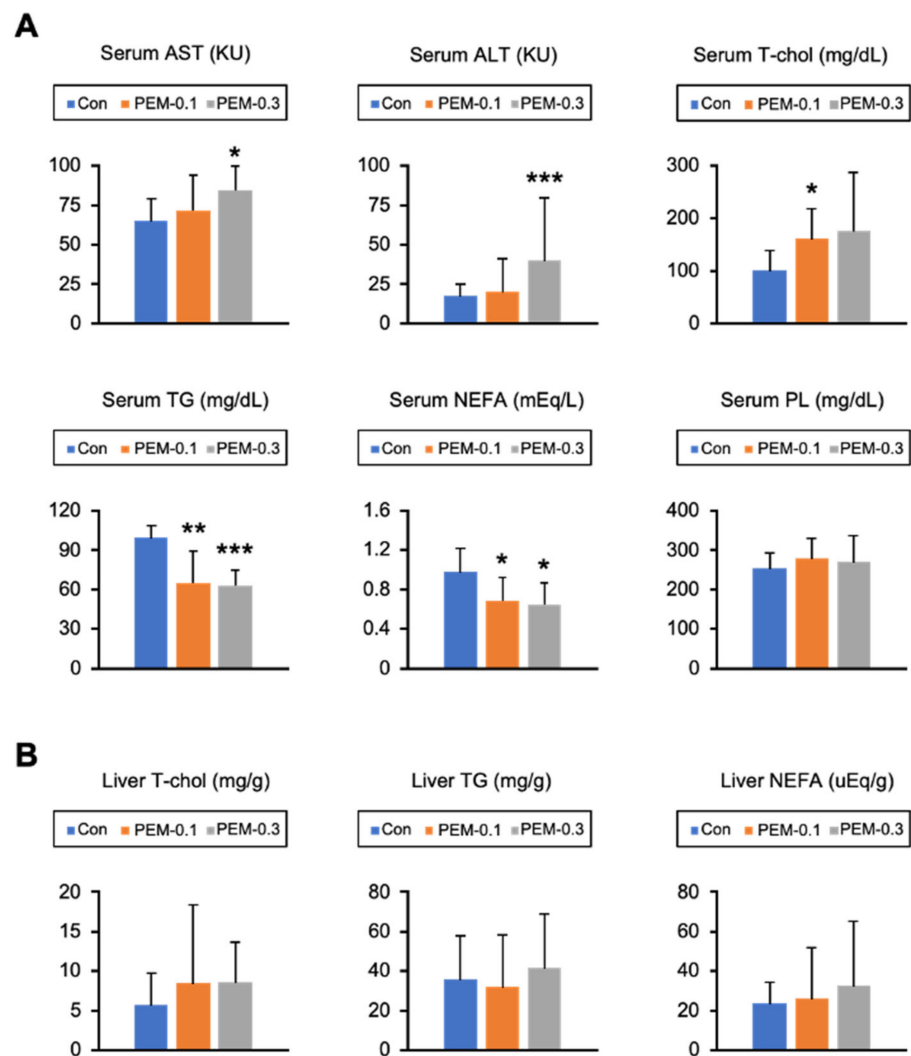 A
Serum AST (KU)
Con PEM-0.1 PEM-0.3
*
100
75
50
25
0
Serum ALT (KU)
Con PEM-0.1 PEM-0.3
***
100
75
50
25
0
Serum T-chol (mg/dL)
Con PEM-0.1 PEM-0.3
*
300
200
100
0
Serum TG (mg/dL)
Con PEM-0.1 PEM-0.3
120
90
60
30
0
**
***
Serum NEFA (mEq/L)
Con PEM-0.1 PEM-0.3
1.6
1.2
0.8
0.4
0
*
*
Serum PL (mg/dL)
Con PEM-0.1 PEM-0.3
400
300
200
100
0
B
Liver T-chol (mg/g)
Con PEM-0.1 PEM-0.3
20
15
10
5
0
Liver TG (mg/g)
Con PEM-0.1 PEM-0.3
80
60
40
20
0
Liver NEFA (uEq/g)
Con PEM-0.1 PEM-0.3
80
60
40
20
0